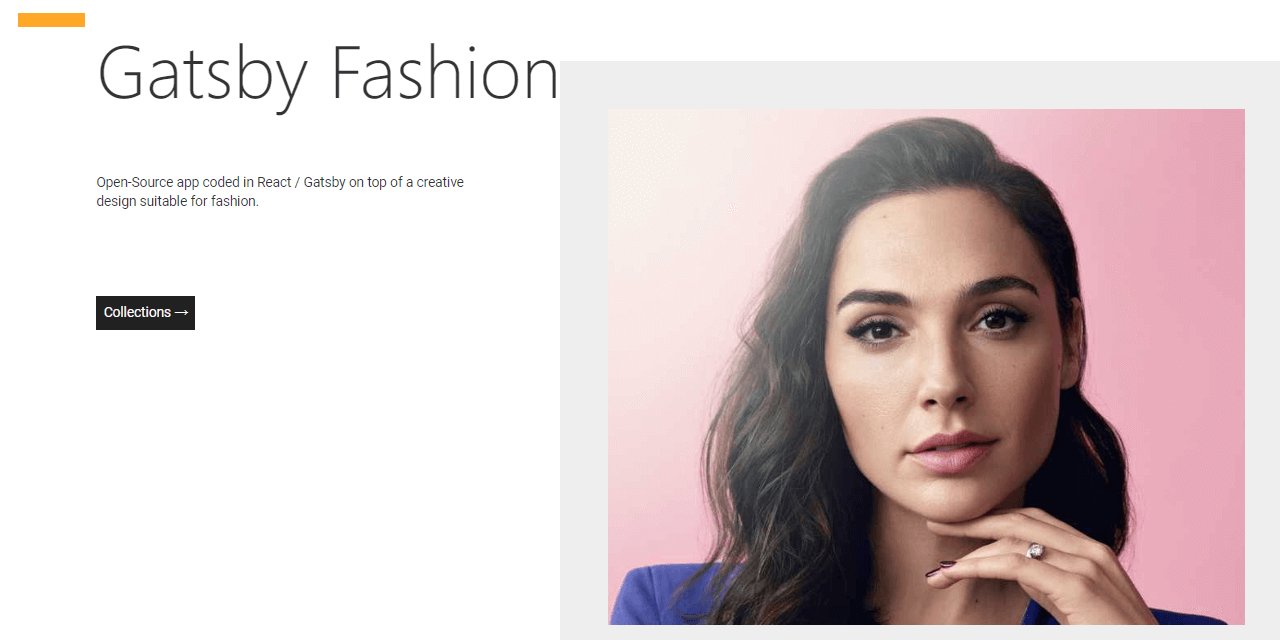 Gatsby Fashion
Open-Source app coded in React / Gatsby on top of a creative
design suitable for fashion.
Collections →